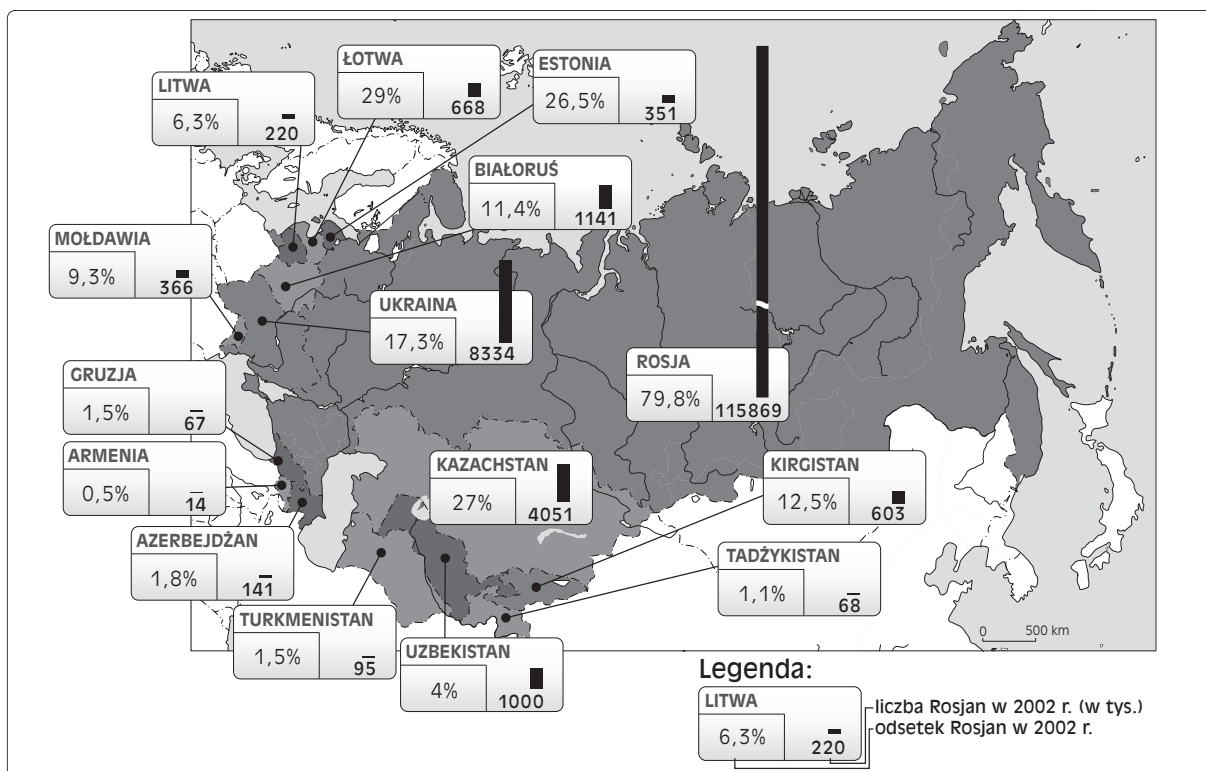 ŁOTWA
29%
668
ESTONIA
26,5%
351
LITWA
6,3%
220
BIAŁORUŚ
11,4%
1141
MOŁDAWIA
9,3%
366
UKRAINA
17,3%
8334
ROSJA
79,8%
115869
GRUZJA
1,5%
67
ARMENIA
0,5%
14
KAZACHSTAN
27%
4051
KIRGISTAN
12,5%
603
AZERBEJDŻAN
1,8%
141
TADŻYKISTAN
1,1%
68
TURKMENISTAN
1,5%
95
UZBEKISTAN
4%
1000
0 500 km
Legenda:
LITWA
6,3%
220
liczba Rosjan w 2002 r. (w tys.)
odsetek Rosjan w 2002 r.